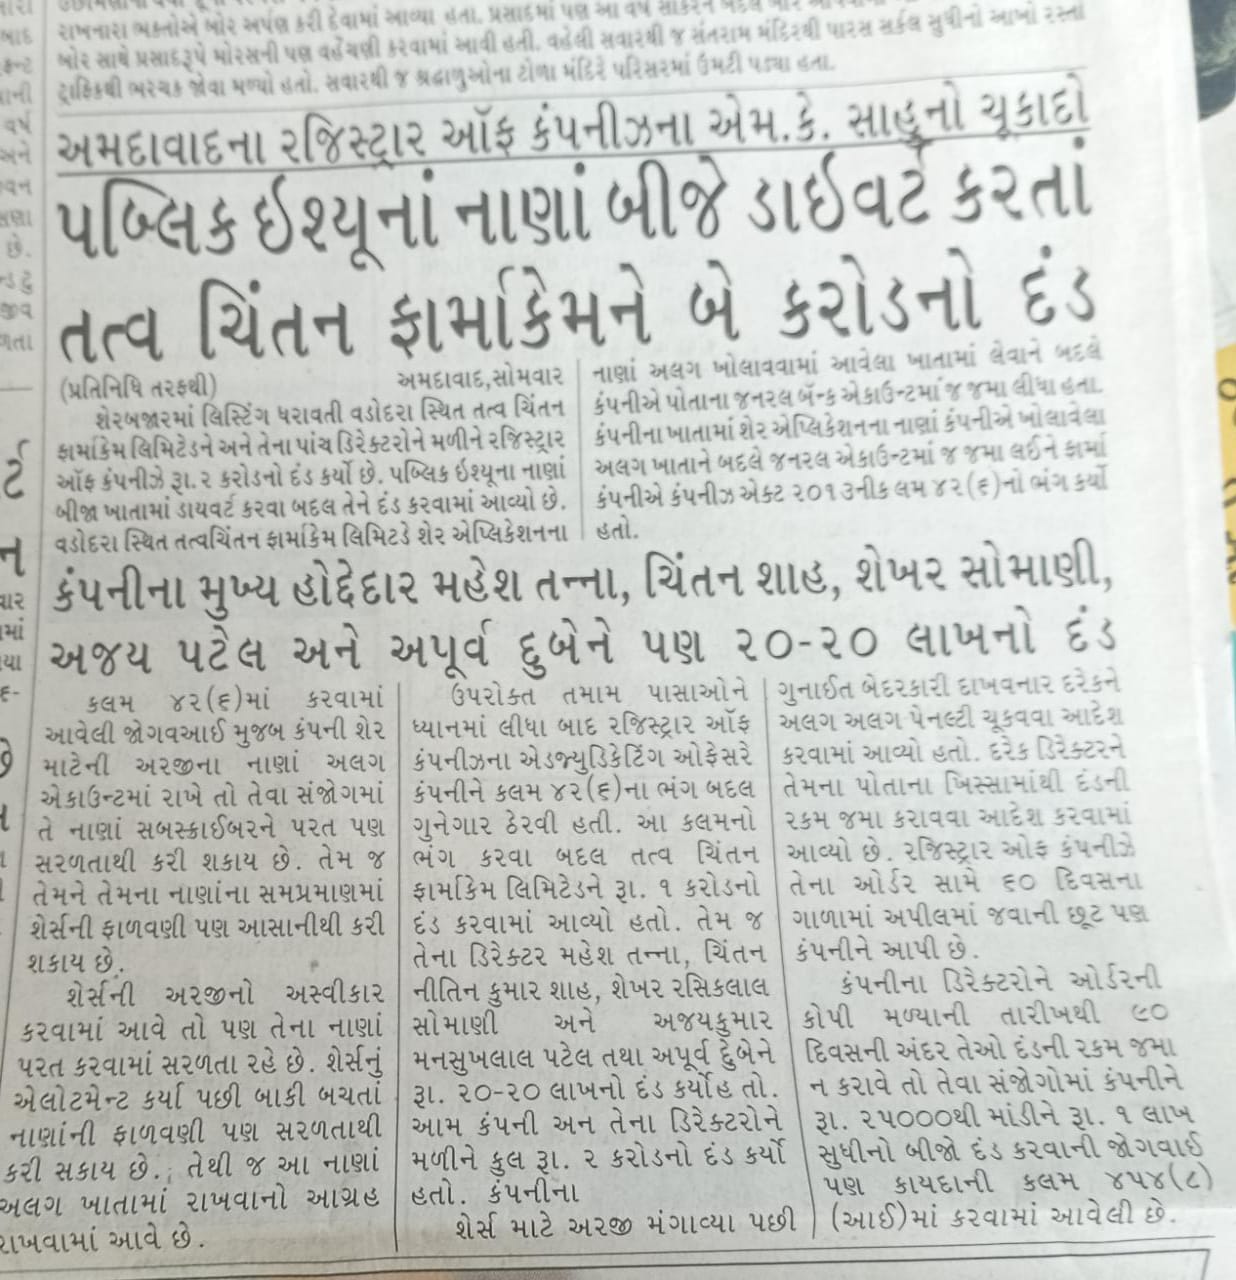 રાખનારા ભક્તોએ બોર અર્પણ કરી દેવામાં આવ્યા હતા. પ્રસાદમાં પણ આ વર્ષ સાકરને બદલે બોર
બોર સાથે પ્રસાદરૂપે મોરસની પણ વહેંચણી કરવામાં આવી હતી. વહેલી સવારથી જ સંતરામ મંદિરથી પારસ સર્કલ સુધીનો આખો રસ્તા
ટ્રાફિકથી ભરચક જોવા મળ્યો હતો. સવારથી જ શ્રદ્ધાળુઓના ટોળા મંદિરે પરિસરમાં ઉમટી પડ્યા હતા.
અમદાવાદના રજિસ્ટ્રાર ઑફ કંપનીઝના એમ.કે. સાહુનો ચૂકાદો
પબ્લિક ઈશ્યૂનાં નાણાં બીજે ડાઈવર્ટ કરતાં
તત્વ ચિંતન ફાર્માકેમને બે કરોડનો દંડ
(પ્રતિનિધિ તરફથી) અમદાવાદ,સોમવાર
શેરબજારમાં લિસ્ટિંગ ધરાવતી વડોદરા સ્થિત તત્વ ચિંતન
ફાર્માકેમ લિમિટેડને અને તેના પાંચ ડિરેક્ટરોને મળીને રજિસ્ટ્રાર
ઑફ કંપનીઝે રૂા. ૨ કરોડનો દંડ કર્યો છે. પબ્લિક ઇશ્યૂના નાણાં
બીજા ખાતામાં ડાયવર્ટ કરવા બદલ તેને દંડ કરવામાં આવ્યો છે.
વડોદરા સ્થિત તત્વચિંતન ફાર્માકેમ લિમિટડે શેર એપ્લિકેશનના
નાણાં અલગ ખોલાવવામાં આવેલા ખાતામાં લેવાને બદલે
કંપનીએ પોતાના જનરલ બૅન્ક એકાઉન્ટમાં જ જમા લીધા હતા.
કંપનીના ખાતામાં શેર એપ્લિકેશનના નાણાં કંપનીએ ખોલાવેલા
અલગ ખાતાને બદલે જનરલ એકાઉન્ટમાં જ જમા લઈને ફાર્મા
કંપનીએ કંપનીઝ એક્ટ ૨૦૧૩ની કલમ ૪૨(૬)નો ભંગ કર્યો
હતો.
કંપનીના મુખ્ય હોદ્દેદાર મહેશ તન્ના, ચિંતન શાહ, શેખર સોમાણી,
અજય પટેલ અને અપૂર્વ દુબેને પણ ૨૦-૨૦ લાખનો દંડ
કલમ ૪૨(૬)માં કરવામાં
આવેલી જોગવઆઈ મુજબ કંપની શેર
માટેની અરજીના નાણાં અલગ
એકાઉન્ટમાં રાખે તો તેવા સંજોગમાં
તે નાણાં સબસ્ક્રાઈબરને પરત પણ
સરળતાથી કરી શકાય છે. તેમ જ
તેમને તેમના નાણાંના સમપ્રમાણમાં
શેર્સની ફાળવણી પણ આસાનીથી કરી
શકાય છે.
શેર્સની અરજીનો અસ્વીકાર
કરવામાં આવે તો પણ તેના નાણાં
પરત કરવામાં સરળતા રહે છે. શેર્સનું
એલોટમેન્ટ કર્યા પછી બાકી બચતાં
નાણાંની ફાળવણી પણ સરળતાથી
કરી સકાય છે. તેથી જ આ નાણાં
અલગ ખાતામાં રાખવાનો આગ્રહ
રાખવામાં આવે છે.
ઉપરોક્ત તમામ પાસાઓને
ધ્યાનમાં લીધા બાદ રજિસ્ટ્રાર ઑફ
કંપનીઝના એડજ્યુડિકેટિંગ ઓફિસરે
કંપનીને કલમ ૪૨(૬)ના ભંગ બદલ
ગુનેગાર ઠેરવી હતી. આ કલમનો
ભંગ કરવા બદલ તત્વ ચિંતન
ફાર્માકેમ લિમિટેડને રૂા. ૧ કરોડનો
દંડ કરવામાં આવ્યો હતો. તેમ જ
તેના ડિરેક્ટર મહેશ તન્ના, ચિંતન
નીતિન કુમાર શાહ, શેખર રસિકલાલ
સોમાણી અને અજયકુમાર
મનસુખલાલ પટેલ તથા અપૂર્વ દુબેને
રૂા. ૨૦-૨૦ લાખનો દંડ કર્યોહ તો.
આમ કંપની અન તેના ડિરેક્ટરોને
મળીને કુલ રૂા. ૨ કરોડનો દંડ કર્યો
હતો. કંપનીના
શેર્સ માટે અરજી મંગાવ્યા પછી
ગુનાઈત બેદરકારી દાખવનાર દરેકને
અલગ અલગ પેનલ્ટી ચૂકવવા આદેશ
કરવામાં આવ્યો હતો. દરેક ડિરેક્ટરને
તેમના પોતાના ખિસ્સામાંથી દંડની
રકમ જમા કરાવવા આદેશ કરવામાં
આવ્યો છે. રજિસ્ટ્રાર ઓફ કંપનીઝે
તેના ઓર્ડર સામે ૬૦ દિવસના
ગાળામાં અપીલમાં જવાની છૂટ પણ
કંપનીને આપી છે.
કંપનીના ડિરેક્ટરોને ઓર્ડરની
કોપી મળ્યાની તારીખથી ૯૦
દિવસની અંદર તેઓ દંડની રકમ જમા
ન કરાવે તો તેવા સંજોગોમાં કંપનીને
રૂા. ૨૫૦૦૦થી માંડીને રૂા. ૧ લાખ
સુધીનો બીજો દંડ કરવાની જોગવાઈ
પણ કાયદાની કલમ ૪૫૪(૮)
(આઈ)માં કરવામાં આવેલી છે.